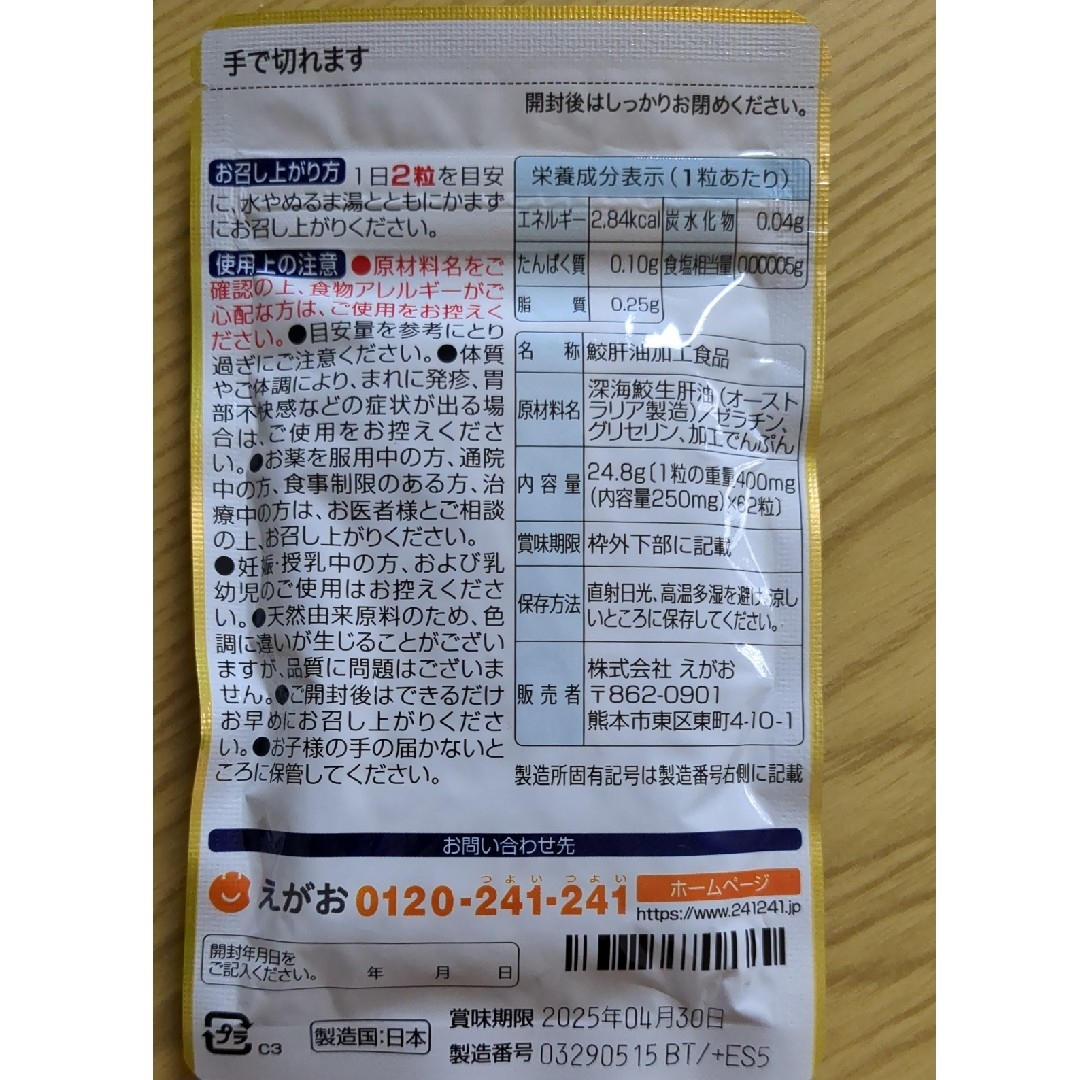 手で切れます
開封後はしっかりお閉めください。
お召し上がり方 1日2粒を目安
に、水やぬるま湯とともにかまず
にお召し上がりください。
使用上の注意 ●原材料名をご
確認の上、食物アレルギーがご
心配な方は、ご使用をお控えく
ださい。●目安量を参考にとり
過ぎにご注意ください。●体質
やご体調により、まれに発疹、胃
部不快感などの症状が出る場
合は、ご使用をお控えくださ
い。●お薬を服用中の方、通院
中の方、食事制限のある方、治
療中の方は、お医者様とご相談
の上、お召し上がりください。
●妊娠・授乳中の方、および乳
幼児のご使用はお控えくださ
い。●天然由来原料のため、色
調に違いが生じることがござい
ますが、品質に問題はございま
せん。●ご開封後はできるだけ
お早めにお召し上がりくださ
い。●お子様の手の届かないと
ころに保管してください。
栄養成分表示(1粒あたり)
エネルギー 2.84kcal 炭水化物 0.04g
たんぱく質 0.10g 食塩相当量 0.00005g
脂質 0.25g
名称 鮫肝油加工食品
原材料名 深海鮫生肝油(オースト
ラリア製造)/ゼラチン、
グリセリン、加工でんぷん
内容量 24.8g〔1粒の重量400mg
(内容量250mg)×62粒〕
賞味期限 枠外下部に記載
保存方法 直射日光、高温多湿を避け、涼し
いところに保存してください。
販売者 株式会社 えがお
〒862-0901
熊本市東区東町4-10-1
製造所固有記号は製造番号右側に記載
お問い合わせ先
つよい つよい
えがお 0120-241-241
ホームページ
https://www.241241.jp
開封年月日を
ご記入ください。 年 月 日
プラ C3
製造国:日本
賞味期限 2025年04月30日
製造番号 03290515 BT/+ES5